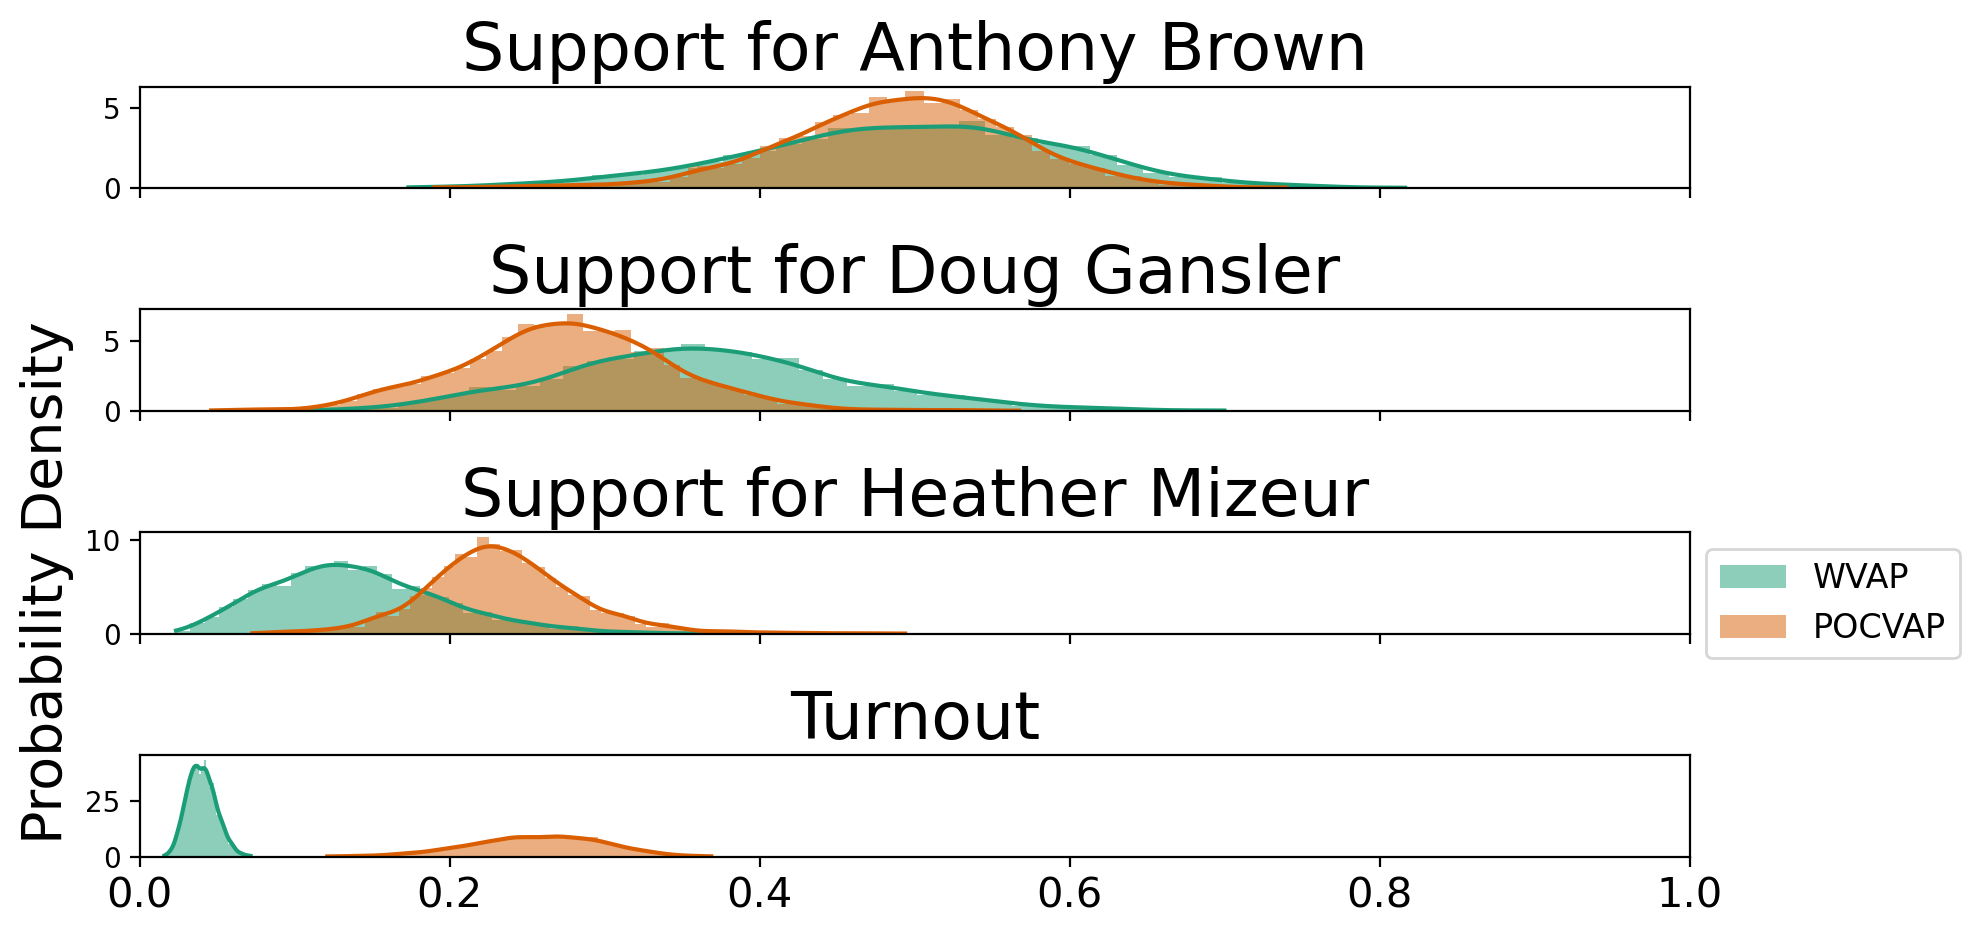 Support for Anthony Brown
5
0
Support for Doug Gansler
5
0
Support for Heather Mizeur
10
0
Turnout
25
0
0.0 0.2 0.4 0.6 0.8 1.0
Probability Density
WVAP
POCVAP